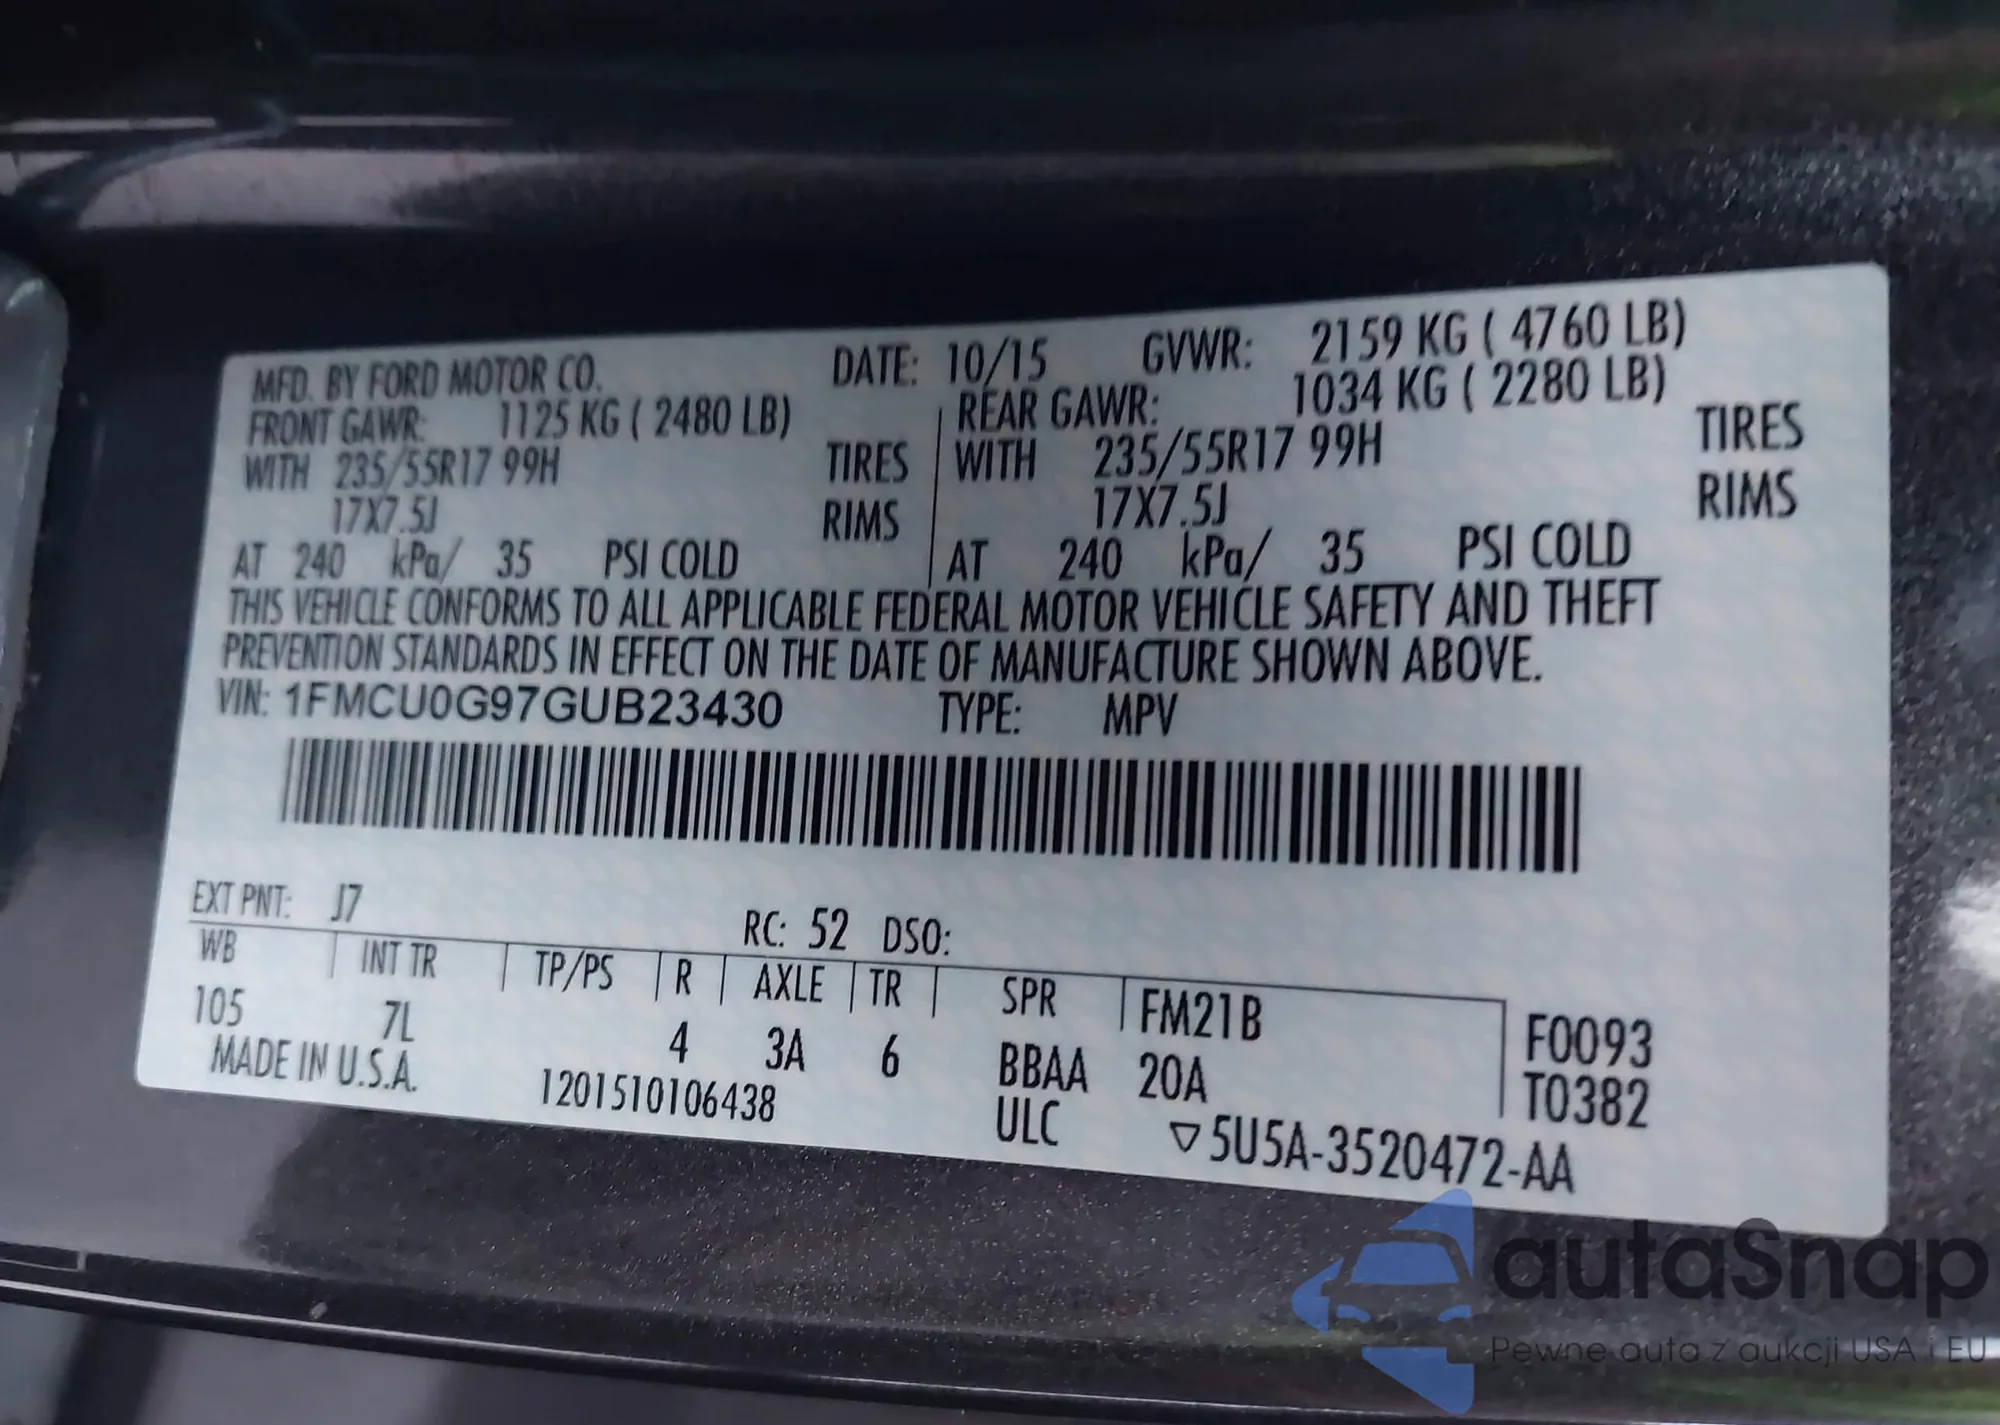 MFD. BY FORD MOTOR CO. DATE: 10/15 GVWR: 2159 KG ( 4760 LB)
FRONT GAWR: 1125 KG ( 2480 LB) REAR GAWR: 1034 KG ( 2280 LB)
WITH 235/55R17 99H TIRES WITH 235/55R17 99H TIRES
17X7.5J RIMS 17X7.5J RIMS
AT 240 kPa/ 35 PSI COLD AT 240 kPa/ 35 PSI COLD
THIS VEHICLE CONFORMS TO ALL APPLICABLE FEDERAL MOTOR VEHICLE SAFETY AND THEFT
PREVENTION STANDARDS IN EFFECT ON THE DATE OF MANUFACTURE SHOWN ABOVE.
VIN: 1FMCU0G97GUB23430 TYPE: MPV
EXT PNT: J7 RC: 52 DSO:
WB INT TR TP/PS R AXLE TR SPR FM21B F0093
105 7L 4 3A 6 BBAA 20A T0382
MADE IN U.S.A. 1201510106438 ULC ▽5U5A-3520472-AA
autaSnap
Pewne auta z aukcji USA i EU